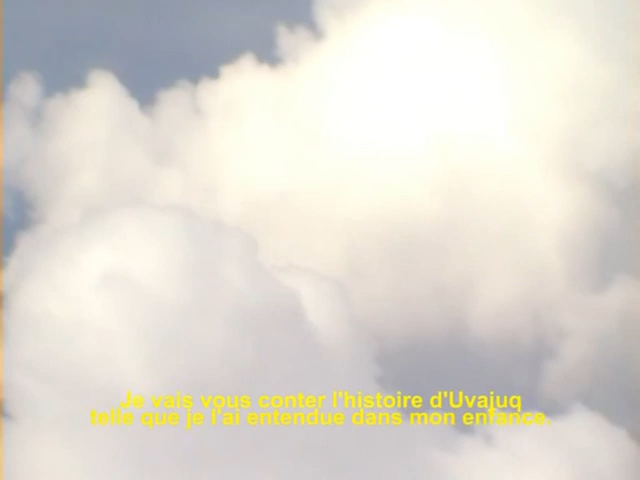 Je vais vous conter l'histoire d'Uvajuq
telle que je l'ai entendue dans mon enfance.